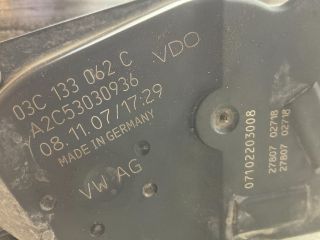 03C 133 062 C VDO
A2C53030936
08.11.07/17:29
MADE IN GERMANY
VW AG
07102203008
27807 02718
27807 02718